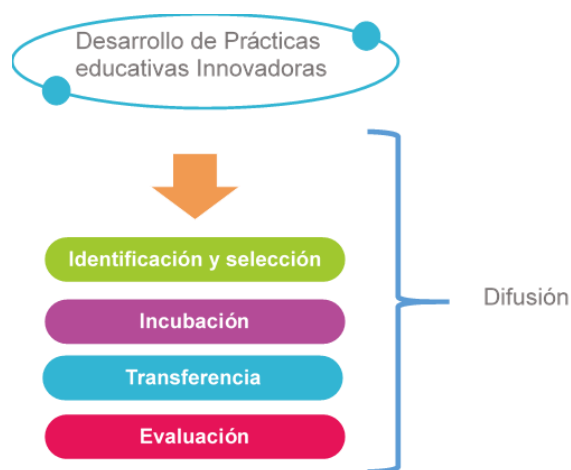 Desarrollo de Prácticas
educativas Innovadoras
Identificación y selección
Incubación
Transferencia
Evaluación
Difusión